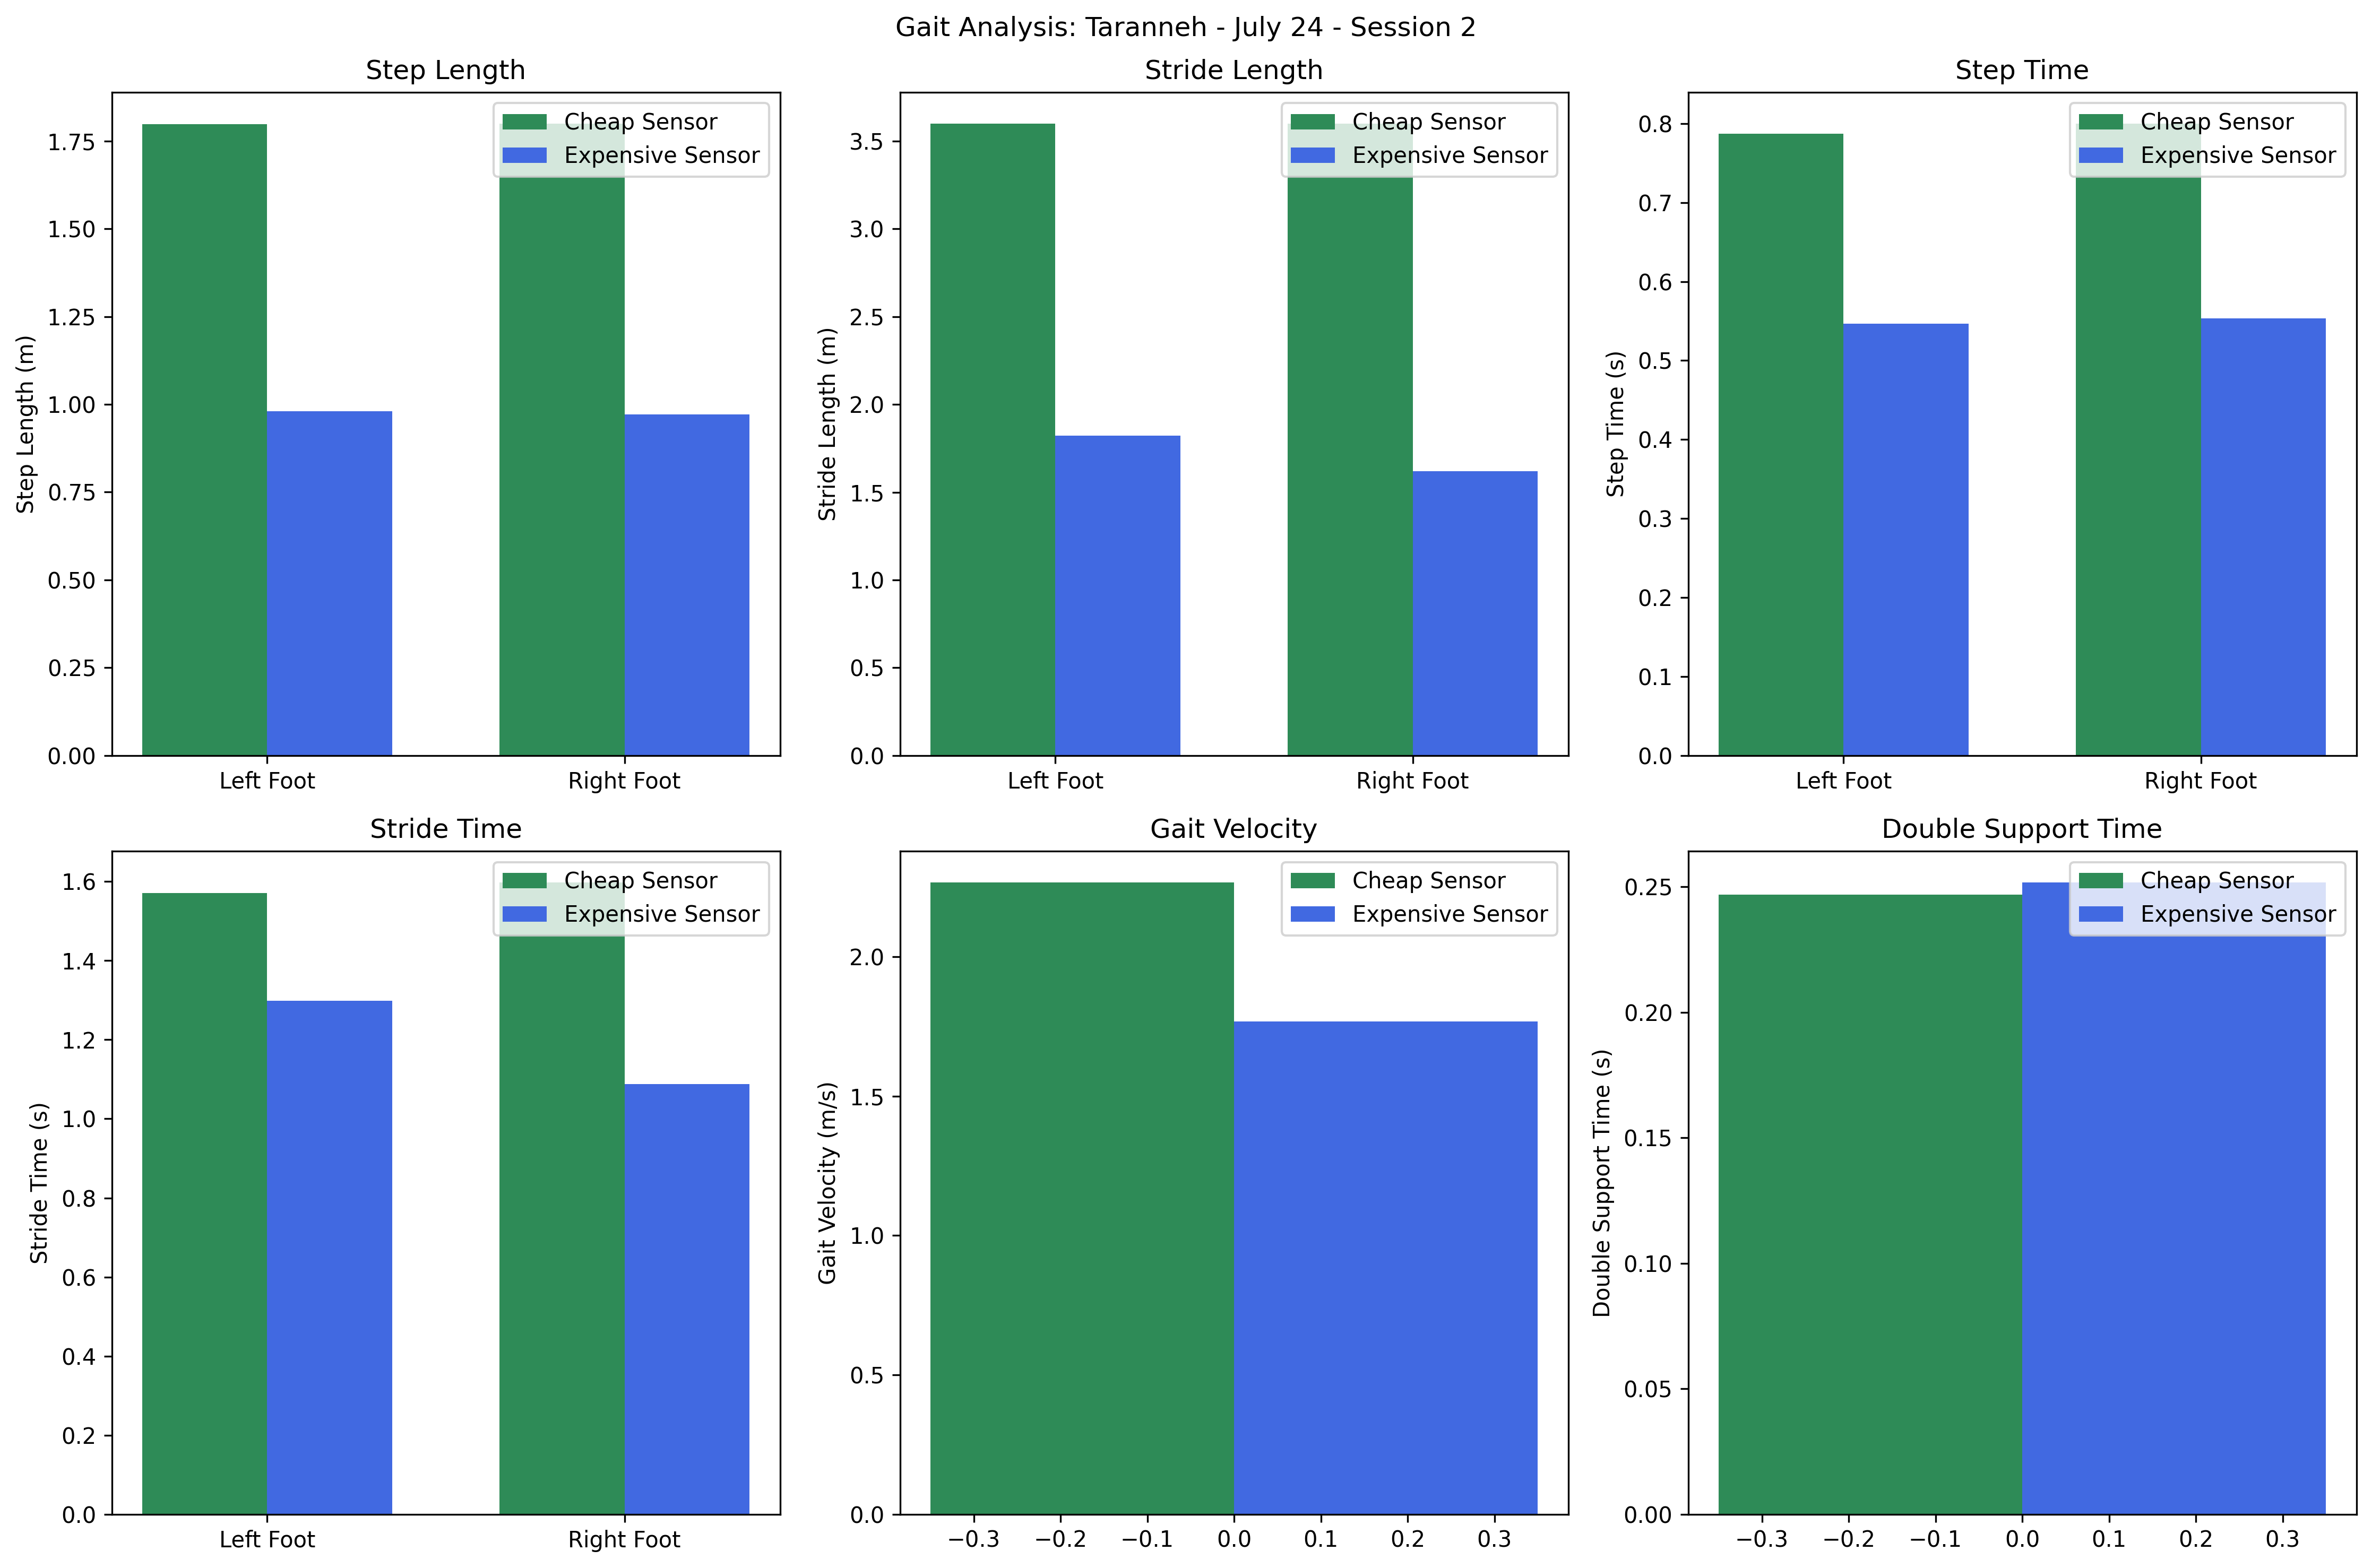 Gait Analysis: Taranneh - July 24 - Session 2
Step Length
Step Length (m)
1.75
1.50
1.25
1.00
0.75
0.50
0.25
0.00
Left Foot
Right Foot
Cheap Sensor
Expensive Sensor
Stride Length
Stride Length (m)
3.5
3.0
2.5
2.0
1.5
1.0
0.5
0.0
Left Foot
Right Foot
Cheap Sensor
Expensive Sensor
Step Time
Step Time (s)
0.8
0.7
0.6
0.5
0.4
0.3
0.2
0.1
0.0
Left Foot
Right Foot
Cheap Sensor
Expensive Sensor
Stride Time
Stride Time (s)
1.6
1.4
1.2
1.0
0.8
0.6
0.4
0.2
0.0
Left Foot
Right Foot
Cheap Sensor
Expensive Sensor
Gait Velocity
Gait Velocity (m/s)
2.0
1.5
1.0
0.5
0.0
−0.3 −0.2 −0.1 0.0 0.1 0.2 0.3
Cheap Sensor
Expensive Sensor
Double Support Time
Double Support Time (s)
0.25
0.20
0.15
0.10
0.05
0.00
−0.3 −0.2 −0.1 0.0 0.1 0.2 0.3
Cheap Sensor
Expensive Sensor